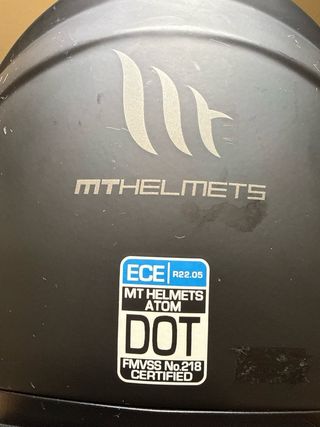 MTHELMETS
ECE R22.05
MT HELMETS
ATOM
DOT
FMVSS No.218
CERTIFIED